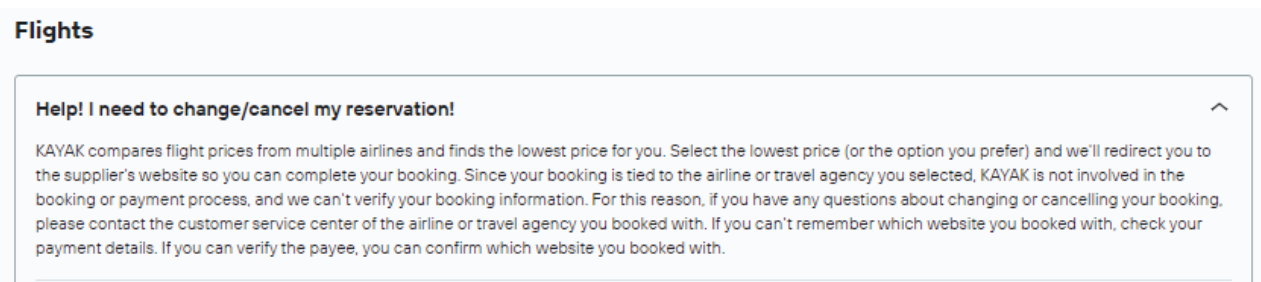 Flights
Help! I need to change/cancel my reservation!
KAYAK compares flight prices from multiple airlines and finds the lowest price for you. Select the lowest price (or the option you prefer) and we'll redirect you to
the supplier's website so you can complete your booking. Since your booking is tied to the airline or travel agency you selected, KAYAK is not involved in the
booking or payment process, and we can't verify your booking information. For this reason, if you have any questions about changing or cancelling your booking,
please contact the customer service center of the airline or travel agency you booked with. If you can't remember which website you booked with, check your
payment details. If you can verify the payee, you can confirm which website you booked with.